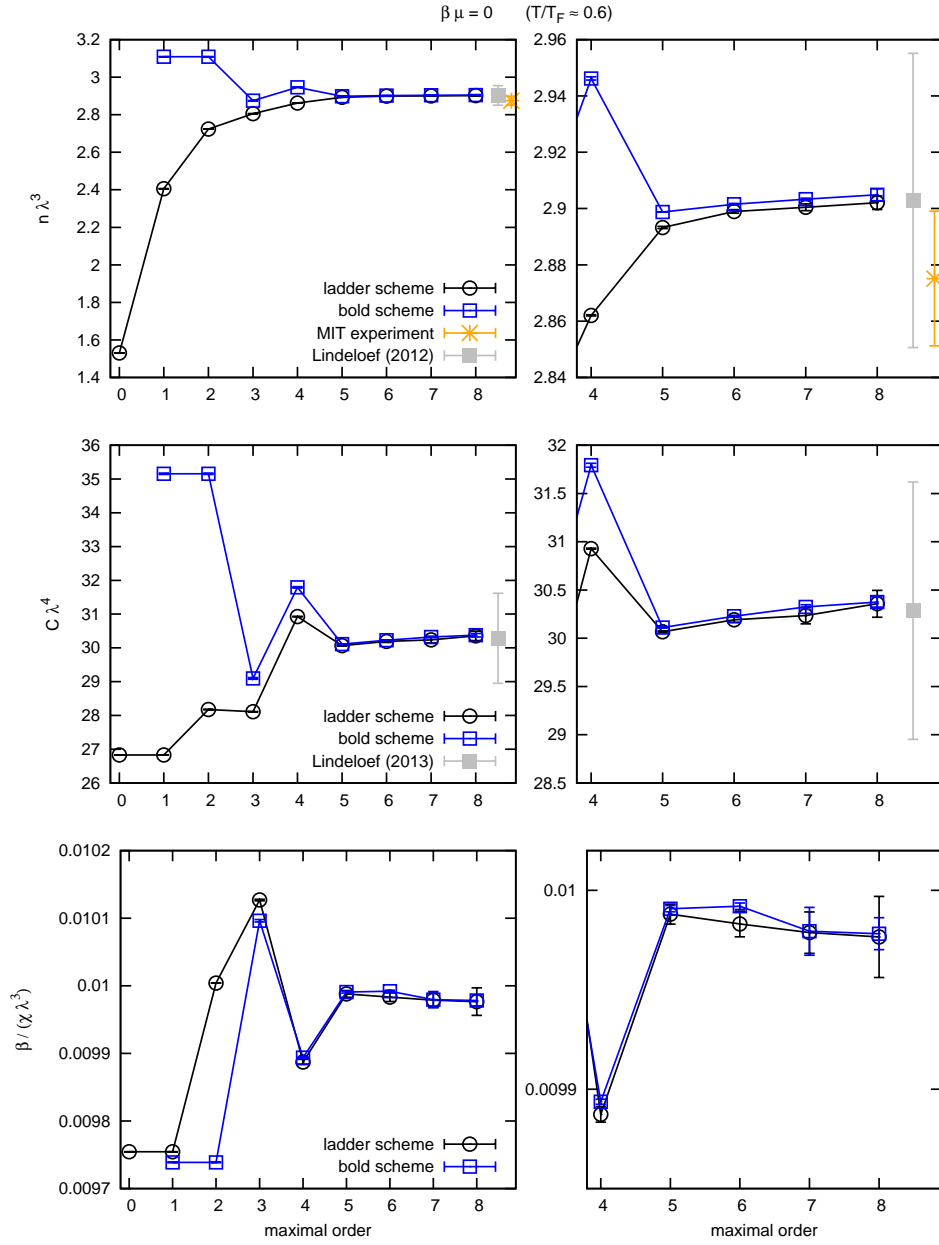 β μ = 0 (T/T_F ≈ 0.6)
3.2
3
2.8
2.6
2.4
2.2
2
1.8
1.6
1.4
n λ³
0 1 2 3 4 5 6 7 8
ladder scheme
bold scheme
MIT experiment
Lindeloef (2012)
2.96
2.94
2.92
2.9
2.88
2.86
2.84
4 5 6 7 8
36
35
34
33
32
31
30
29
28
27
26
C λ⁴
0 1 2 3 4 5 6 7 8
ladder scheme
bold scheme
Lindeloef (2013)
32
31.5
31
30.5
30
29.5
29
28.5
4 5 6 7 8
0.0102
0.0101
0.01
0.0099
0.0098
0.0097
β / (χ λ³)
0 1 2 3 4 5 6 7 8
maximal order
ladder scheme
bold scheme
0.01
0.0099
4 5 6 7 8
maximal order